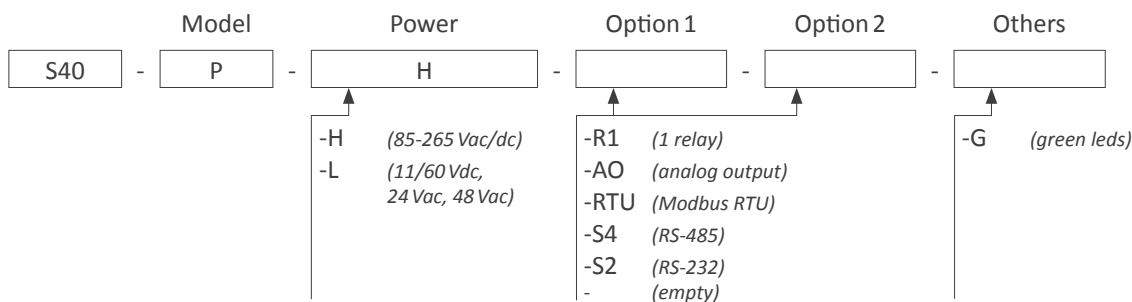 Model Power Option 1 Option 2 Others
S40 - P - H - - -
-H (85-265 Vac/dc) -R1 (1 relay) -G (green leds)
-L (11/60 Vdc, -AO (analog output)
24 Vac, 48 Vac) -RTU (Modbus RTU)
-S4 (RS-485)
-S2 (RS-232)
- (empty)